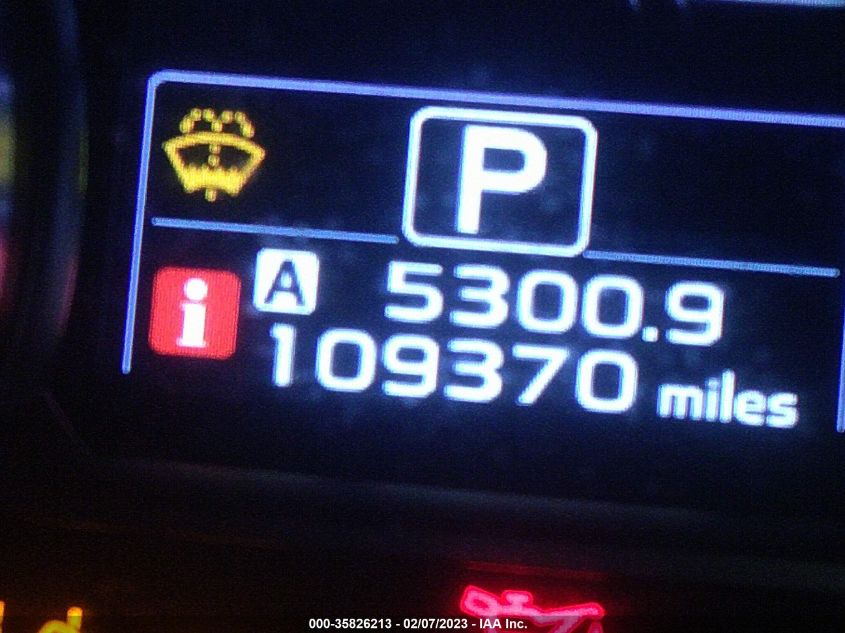 P
A 5300.9
i
109370 miles
000-35826213 - 02/07/2023 - IAA Inc.